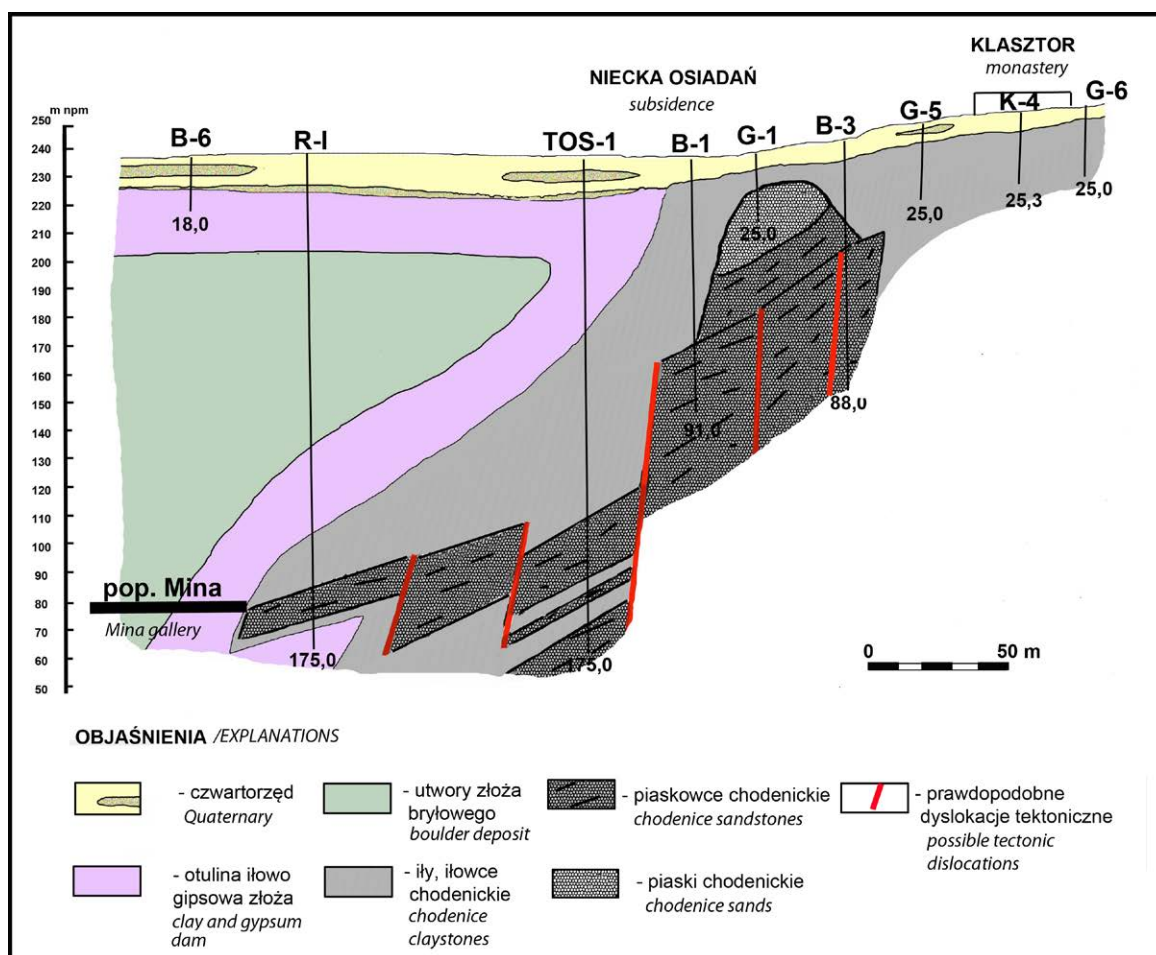 KLASZTOR
monastery
NIECKA OSIADAŃ
subsidence
m npm
B-6
R-I
TOS-1
B-1
G-1
B-3
G-5
K-4
G-6
250
240
230
220
210
200
190
180
170
160
150
140
130
120
110
100
90
80
70
60
50
18,0
25.0
25,0
25,3
25,0
91,0
88,0
pop. Mina
Mina gallery
175,0
175,0
0 50 m
OBJAŚNIENIA /EXPLANATIONS
- czwartorzęd
Quaternary
- utwory złoża
bryłowego
boulder deposit
- piaskowce chodenickie
chodenice sandstones
- prawdopodobne
dyslokacje tektoniczne
possible tectonic
dislocations
- otulina iłowo
gipsowa złoża
clay and gypsum
dam
- iły, iłowce
chodenickie
chodenice
claystones
- piaski chodenickie
chodenice sands